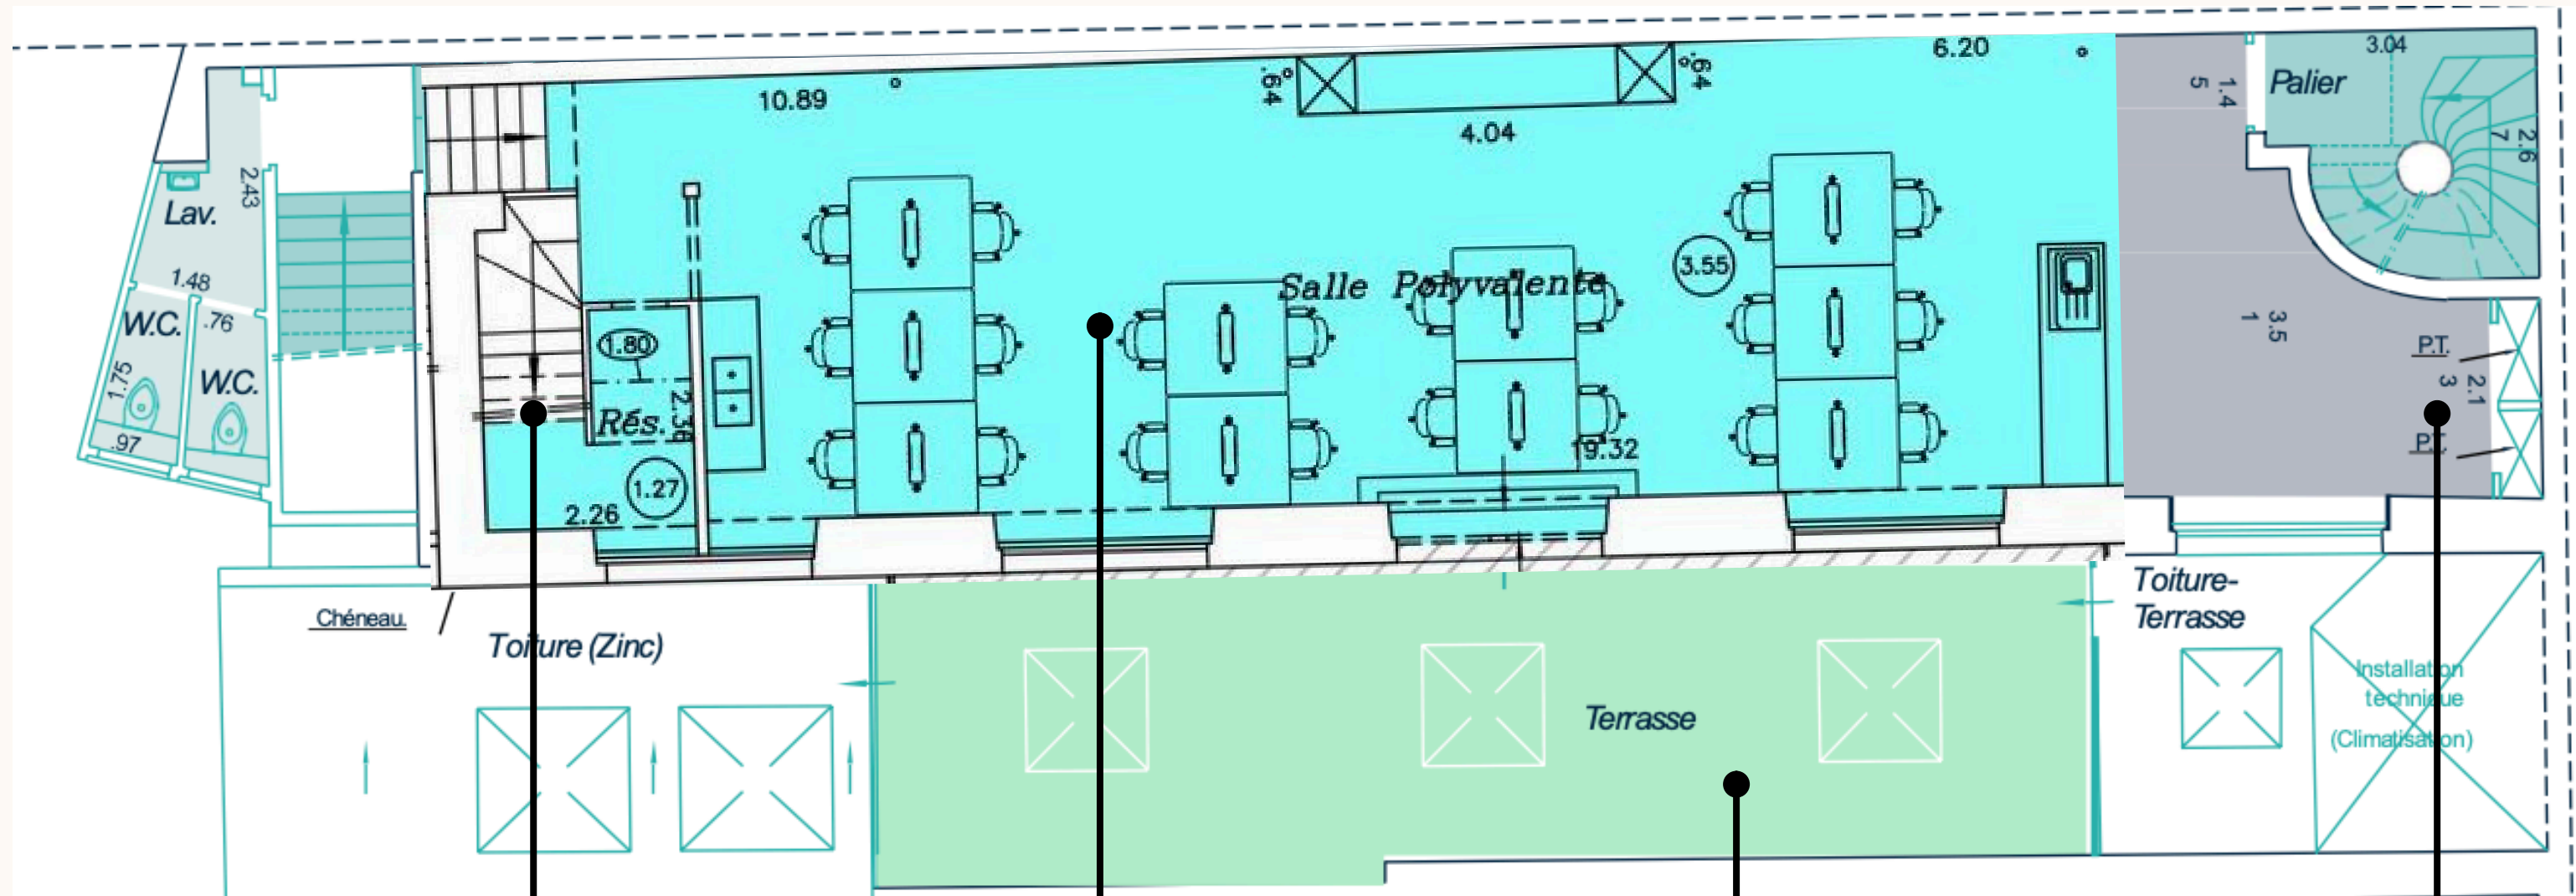 3.04
6.20
Palier
.64
.64
10.89
1.4
5
4.04
2.6
7
2.43
Lav.
3.55
Salle Polyvalente
1.48
W.C.
.76
3.5
1
P.T.
1.80
W.C.
1.75
2.1
3
2.36
Rés.
.97
19.32
P.T.
1.27
2.26
Toiture-
Terrasse
Chéneau.
Toiture (Zinc)
Installation
technique
(Climatisation)
Terrasse